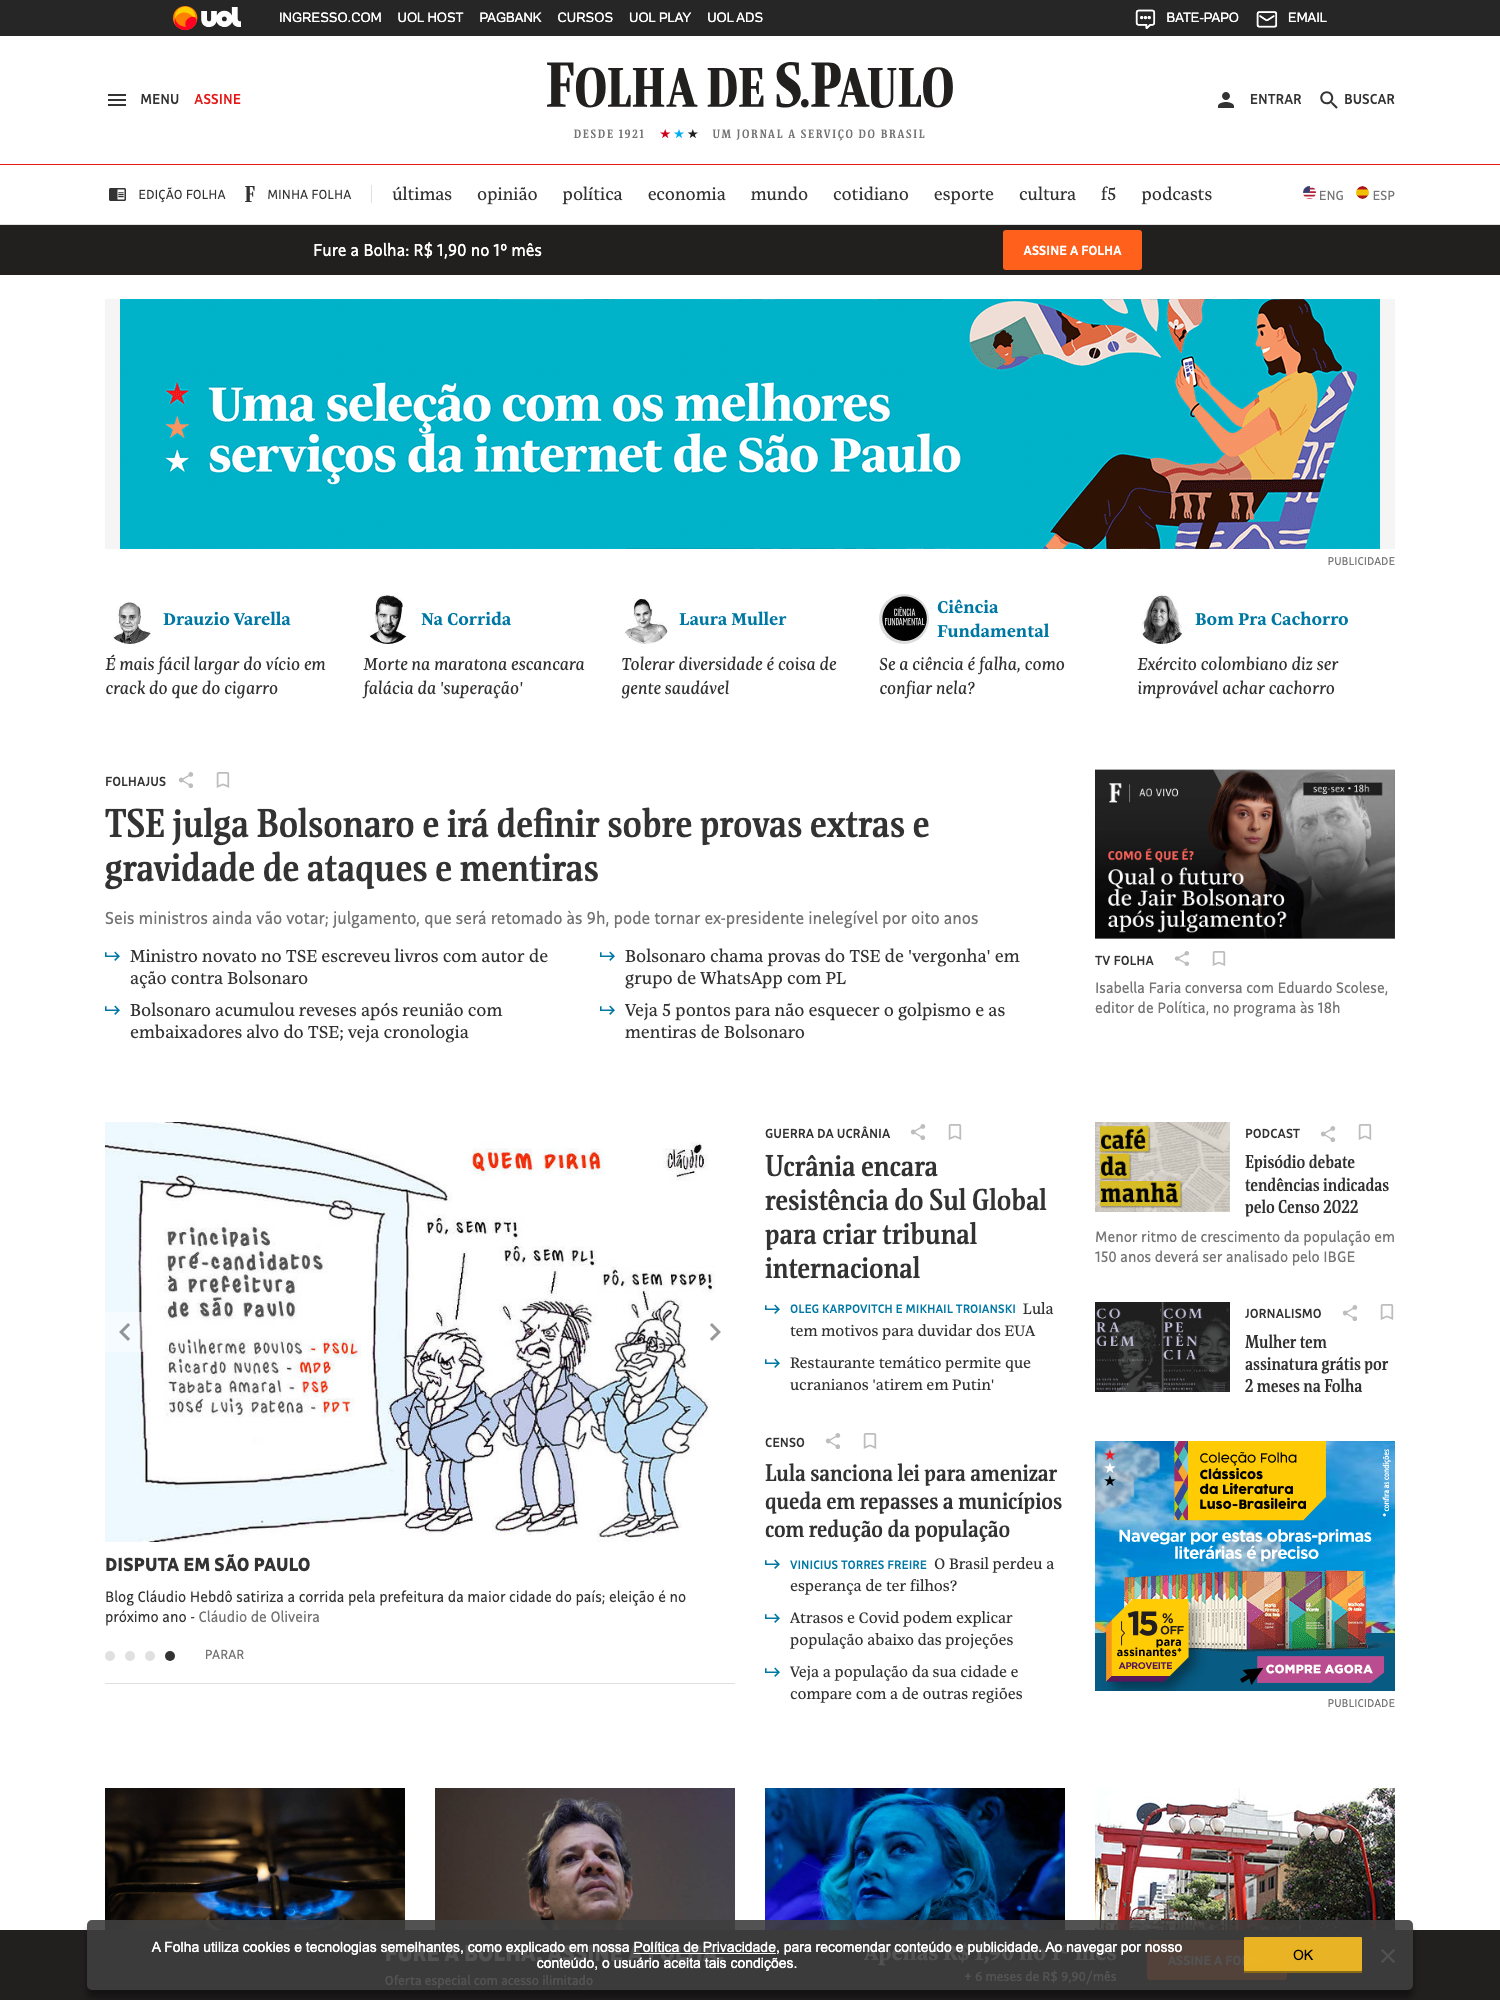 uol
INGRESSO.COM UOL HOST PAGBANK CURSOS UOL PLAY UOL ADS
BATE-PAPO EMAIL
MENU ASSINE
FOLHA DE S.PAULO
DESDE 1921 ★★★ UM JORNAL A SERVIÇO DO BRASIL
ENTRAR BUSCAR
EDIÇÃO FOLHA F MINHA FOLHA
últimas opinião política economia mundo cotidiano esporte cultura f5 podcasts
ENG ESP
Fure a Bolha: R$ 1,90 no 1º mês
ASSINE A FOLHA
Uma seleção com os melhores
serviços da internet de São Paulo
PUBLICIDADE
Drauzio Varella
É mais fácil largar do vício em
crack do que do cigarro
Na Corrida
Morte na maratona escancara
falácia da 'superação'
Laura Muller
Tolerar diversidade é coisa de
gente saudável
CIÊNCIA
FUNDAMENTAL
Ciência
Fundamental
Se a ciência é falha, como
confiar nela?
Bom Pra Cachorro
Exército colombiano diz ser
improvável achar cachorro
FOLHAJUS
TSE julga Bolsonaro e irá definir sobre provas extras e
gravidade de ataques e mentiras
Seis ministros ainda vão votar; julgamento, que será retomado às 9h, pode tornar ex-presidente inelegível por oito anos
Ministro novato no TSE escreveu livros com autor de
ação contra Bolsonaro
Bolsonaro acumulou reveses após reunião com
embaixadores alvo do TSE; veja cronologia
Bolsonaro chama provas do TSE de 'vergonha' em
grupo de WhatsApp com PL
Veja 5 pontos para não esquecer o golpismo e as
mentiras de Bolsonaro
F AO VIVO
seg-sex • 18h
COMO É QUE É?
Qual o futuro
de Jair Bolsonaro
após julgamento?
TV FOLHA
Isabella Faria conversa com Eduardo Scolese,
editor de Política, no programa às 18h
QUEM DIRIA
cláudio
PÔ, SEM PT!
PÔ, SEM PL!
PÔ, SEM PSDB!
Principais
pré-candidatos
à prefeitura
de são paulo
Guilherme Boulos - PSOL
Ricardo Nunes - MDB
Tabata Amaral - PSB
José Luiz Datena - PDT
DISPUTA EM SÃO PAULO
Blog Cláudio Hebdô satiriza a corrida pela prefeitura da maior cidade do país; eleição é no
próximo ano - Cláudio de Oliveira
PARAR
GUERRA DA UCRÂNIA
Ucrânia encara
resistência do Sul Global
para criar tribunal
internacional
OLEG KARPOVITCH E MIKHAIL TROIANSKI Lula
tem motivos para duvidar dos EUA
Restaurante temático permite que
ucranianos 'atirem em Putin'
CENSO
Lula sanciona lei para amenizar
queda em repasses a municípios
com redução da população
VINICIUS TORRES FREIRE O Brasil perdeu a
esperança de ter filhos?
Atrasos e Covid podem explicar
população abaixo das projeções
Veja a população da sua cidade e
compare com a de outras regiões
café
da
manhã
PODCAST
Episódio debate
tendências indicadas
pelo Censo 2022
Menor ritmo de crescimento da população em
150 anos deverá ser analisado pelo IBGE
CO
RA
GEM
COM
PE
TÊN
CIA
JORNALISMO
Mulher tem
assinatura grátis por
2 meses na Folha
Coleção Folha
Clássicos
da Literatura
Luso-Brasileira
* confira as condições
Navegar por estas obras-primas
literárias é preciso
15%
OFF
para
assinantes*
APROVEITE
COMPRE AGORA
PUBLICIDADE
A Folha utiliza cookies e tecnologias semelhantes, como explicado em nossa Política de Privacidade, para recomendar conteúdo e publicidade. Ao navegar por nosso
conteúdo, o usuário aceita tais condições.
OK
Apenas R$ 1,90 no 1º mês
Oferta especial com acesso ilimitado
+ 6 meses de R$ 9,90/mês
ASSINE A FO